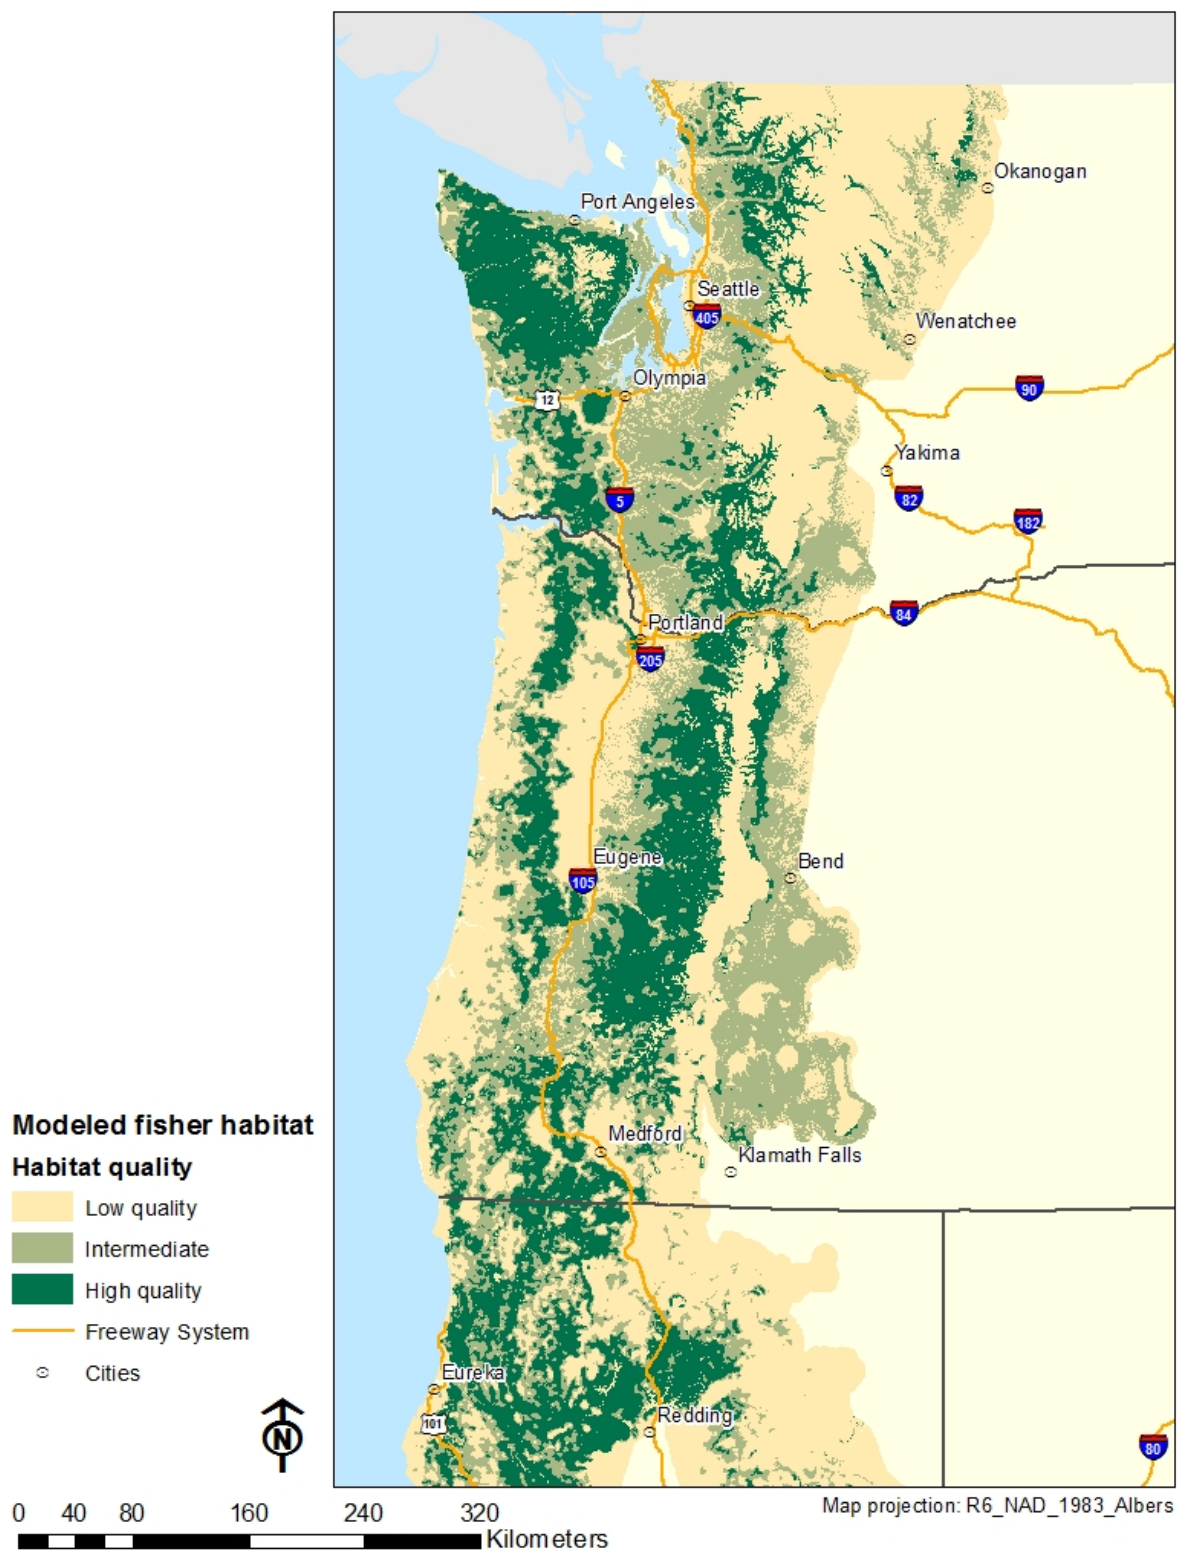 Okanogan
Port Angeles
Seattle
405
Wenatchee
Olympia
12
90
Yakima
82
5
182
84
Portland
205
Eugene
105
Bend
Modeled fisher habitat
Habitat quality
Low quality
Intermediate
High quality
Freeway System
Cities
Medford
Klamath Falls
Eureka
101
Redding
80
N
0 40 80 160 240 320
Kilometers
Map projection: R6_NAD_1983_Albers